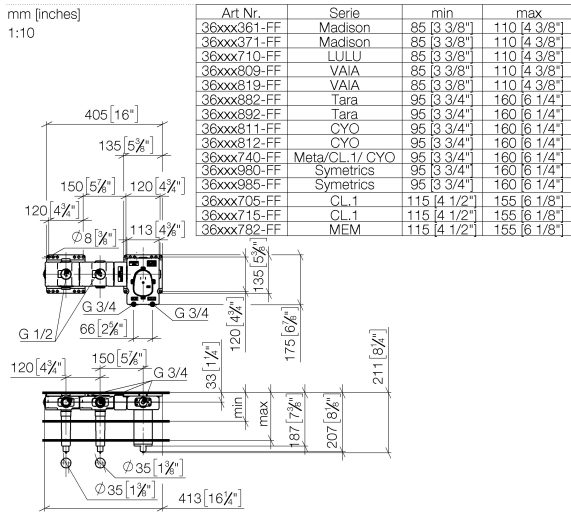 mm [inches]
1:10
Art Nr. Serie min max
36xxx361-FF Madison 85 [3 3/8"] 110 [4 3/8"]
36xxx371-FF Madison 85 [3 3/8"] 110 [4 3/8"]
36xxx710-FF LULU 85 [3 3/8"] 110 [4 3/8"]
36xxx809-FF VAIA 85 [3 3/8"] 110 [4 3/8"]
36xxx819-FF VAIA 85 [3 3/8"] 110 [4 3/8"]
36xxx882-FF Tara 95 [3 3/4"] 160 [6 1/4"]
36xxx892-FF Tara 95 [3 3/4"] 160 [6 1/4"]
36xxx811-FF CYO 95 [3 3/4"] 160 [6 1/4"]
36xxx812-FF CYO 95 [3 3/4"] 160 [6 1/4"]
36xxx740-FF Meta/CL.1/ CYO 95 [3 3/4"] 160 [6 1/4"]
36xxx980-FF Symetrics 95 [3 3/4"] 160 [6 1/4"]
36xxx985-FF Symetrics 95 [3 3/4"] 160 [6 1/4"]
36xxx705-FF CL.1 115 [4 1/2"] 155 [6 1/8"]
36xxx715-FF CL.1 115 [4 1/2"] 155 [6 1/8"]
36xxx782-FF MEM 115 [4 1/2"] 155 [6 1/8"]
405 [16"]
135 [5⅜"]
150 [5⅞"] 120 [4¾"]
120 [4¾"]
Ø8 [⅜"] 113 [4⅜"]
G 3/4 G 3/4
G 1/2 66 [2⅝"]
120 [4¾"]
135 [5⅜"]
175 [6⅞"]
120 [4¾"] 150 [5⅞"] G 3/4
33 [1¼"]
211 [8¼"]
min
max
187 [7⅜"]
207 [8⅛"]
Ø35 [1⅜"]
Ø35 [1⅜"]
413 [16¼"]